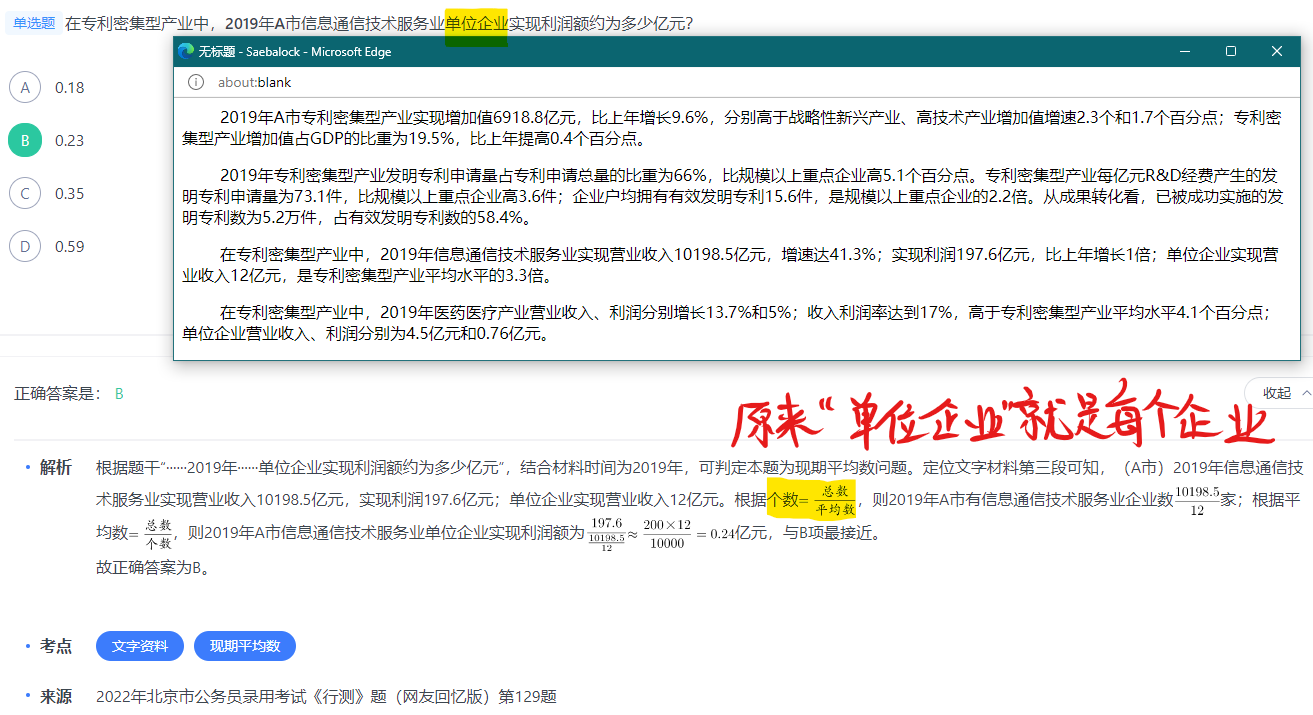 单选题 在专利密集型产业中，2019年A市信息通信技术服务业单位企业实现利润额约为多少亿元?
无标题 - Saebalock - Microsoft Edge
about:blank
A 0.18
B 0.23
C 0.35
D 0.59
2019年A市专利密集型产业实现增加值6918.8亿元，比上年增长9.6%，分别高于战略性新兴产业、高技术产业增加值增速2.3个和1.7个百分点；专利密
集型产业增加值占GDP的比重为19.5%，比上年提高0.4个百分点。
2019年专利密集型产业发明专利申请量占专利申请总量的比重为66%，比规模以上重点企业高5.1个百分点。专利密集型产业每亿元R&D经费产生的发
明专利申请量为73.1件，比规模以上重点企业高3.6件；企业户均拥有有效发明专利15.6件，是规模以上重点企业的2.2倍。从成果转化看，已被成功实施的发
明专利数为5.2万件，占有效发明专利数的58.4%。
在专利密集型产业中，2019年信息通信技术服务业实现营业收入10198.5亿元，增速达41.3%；实现利润197.6亿元，比上年增长1倍；单位企业实现营
业收入12亿元，是专利密集型产业平均水平的3.3倍。
在专利密集型产业中，2019年医药医疗产业营业收入、利润分别增长13.7%和5%；收入利润率达到17%，高于专利密集型产业平均水平4.1个百分点；
单位企业营业收入、利润分别为4.5亿元和0.76亿元。
正确答案是： B
收起
原来“单位企业”就是每个企业
解析 根据题干“······2019年······单位企业实现利润额约为多少亿元”，结合材料时间为2019年，可判定本题为现期平均数问题。定位文字材料第三段可知，（A市）2019年信息通信技
术服务业实现营业收入10198.5亿元，实现利润197.6亿元；单位企业实现营业收入12亿元。根据个数=总数/平均数，则2019年A市有信息通信技术服务业企业数10198.5/12家；根据平
均数=总数/个数，则2019年A市信息通信技术服务业单位企业实现利润额为197.6/(10198.5/12)≈200×12/10000=0.24亿元，与B项最接近。
故正确答案为B。
考点 文字资料 现期平均数
来源 2022年北京市公务员录用考试《行测》题（网友回忆版）第129题